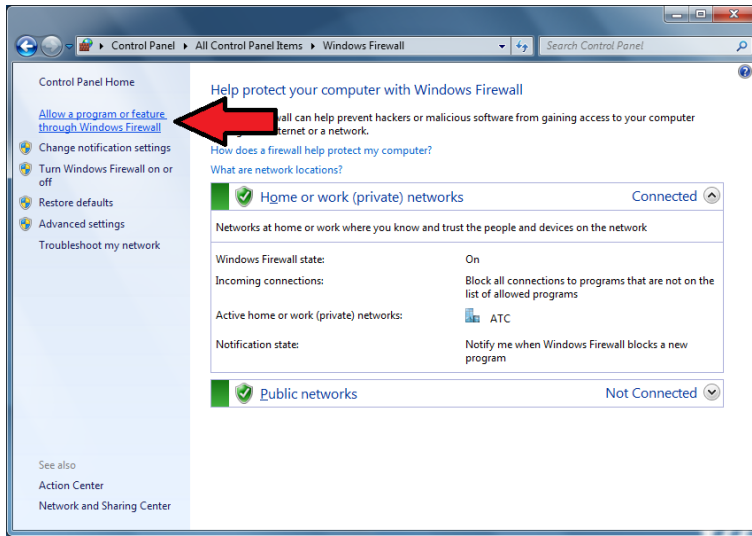 Control Panel ▸ All Control Panel Items ▸ Windows Firewall
Search Control Panel
Control Panel Home
Allow a program or feature
through Windows Firewall
Change notification settings
Turn Windows Firewall on or
off
Restore defaults
Advanced settings
Troubleshoot my network
See also
Action Center
Network and Sharing Center
Help protect your computer with Windows Firewall
wall can help prevent hackers or malicious software from gaining access to your computer
ternet or a network.
How does a firewall help protect my computer?
What are network locations?
Home or work (private) networks
Connected
Networks at home or work where you know and trust the people and devices on the network
Windows Firewall state:
On
Incoming connections:
Block all connections to programs that are not on the
list of allowed programs
Active home or work (private) networks:
ATC
Notification state:
Notify me when Windows Firewall blocks a new
program
Public networks
Not Connected